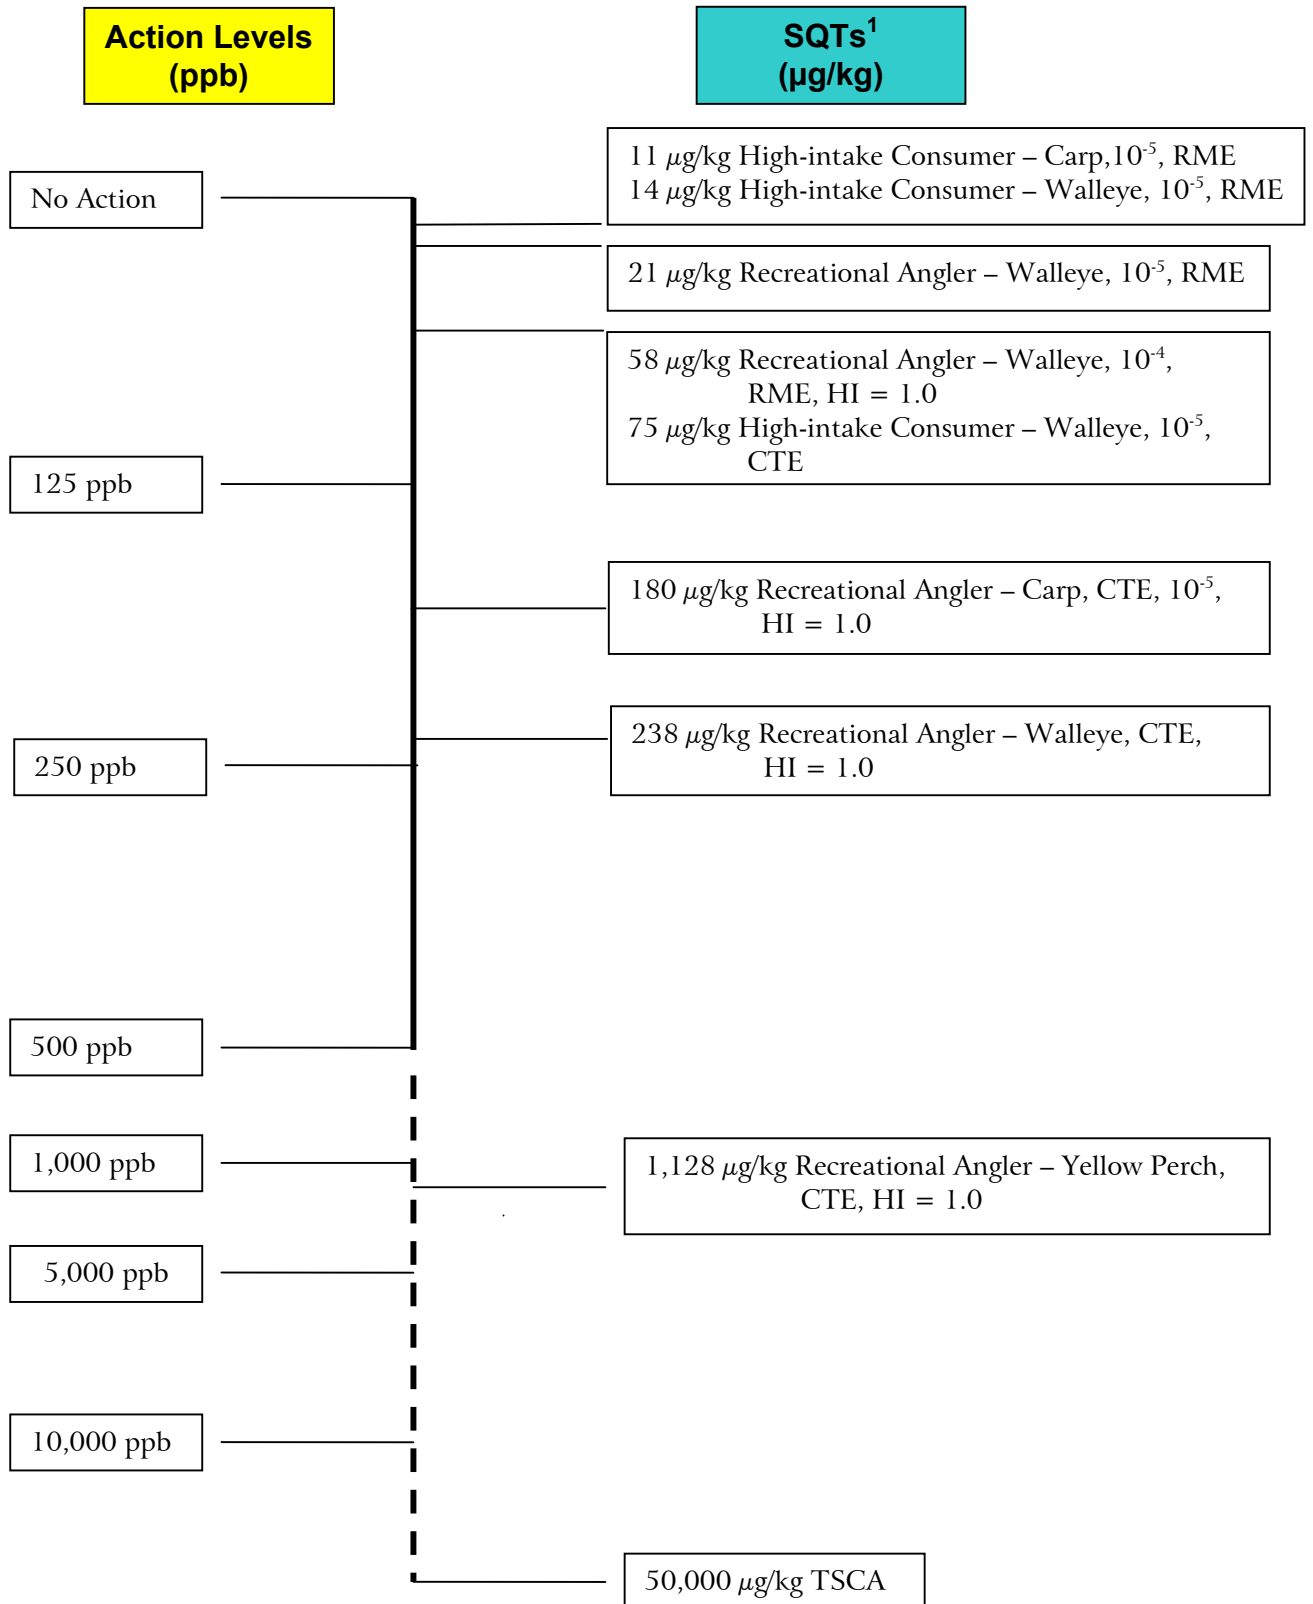 Action Levels
(ppb)
SQTs¹
(µg/kg)
11 µg/kg High-intake Consumer – Carp,10⁻⁵, RME
14 µg/kg High-intake Consumer – Walleye, 10⁻⁵, RME
No Action
21 µg/kg Recreational Angler – Walleye, 10⁻⁵, RME
58 µg/kg Recreational Angler – Walleye, 10⁻⁴,
RME, HI = 1.0
75 µg/kg High-intake Consumer – Walleye, 10⁻⁵,
CTE
125 ppb
180 µg/kg Recreational Angler – Carp, CTE, 10⁻⁵,
HI = 1.0
238 µg/kg Recreational Angler – Walleye, CTE,
HI = 1.0
250 ppb
500 ppb
1,000 ppb
1,128 µg/kg Recreational Angler – Yellow Perch,
CTE, HI = 1.0
5,000 ppb
10,000 ppb
50,000 µg/kg TSCA